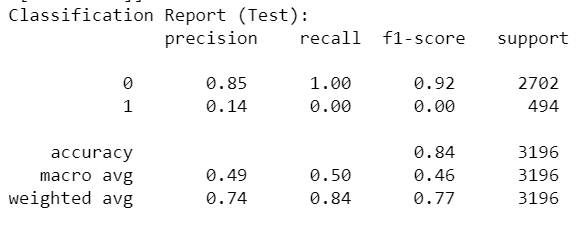 Classification Report (Test):
precision recall f1-score support
0 0.85 1.00 0.92 2702
1 0.14 0.00 0.00 494
accuracy 0.84 3196
macro avg 0.49 0.50 0.46 3196
weighted avg 0.74 0.84 0.77 3196